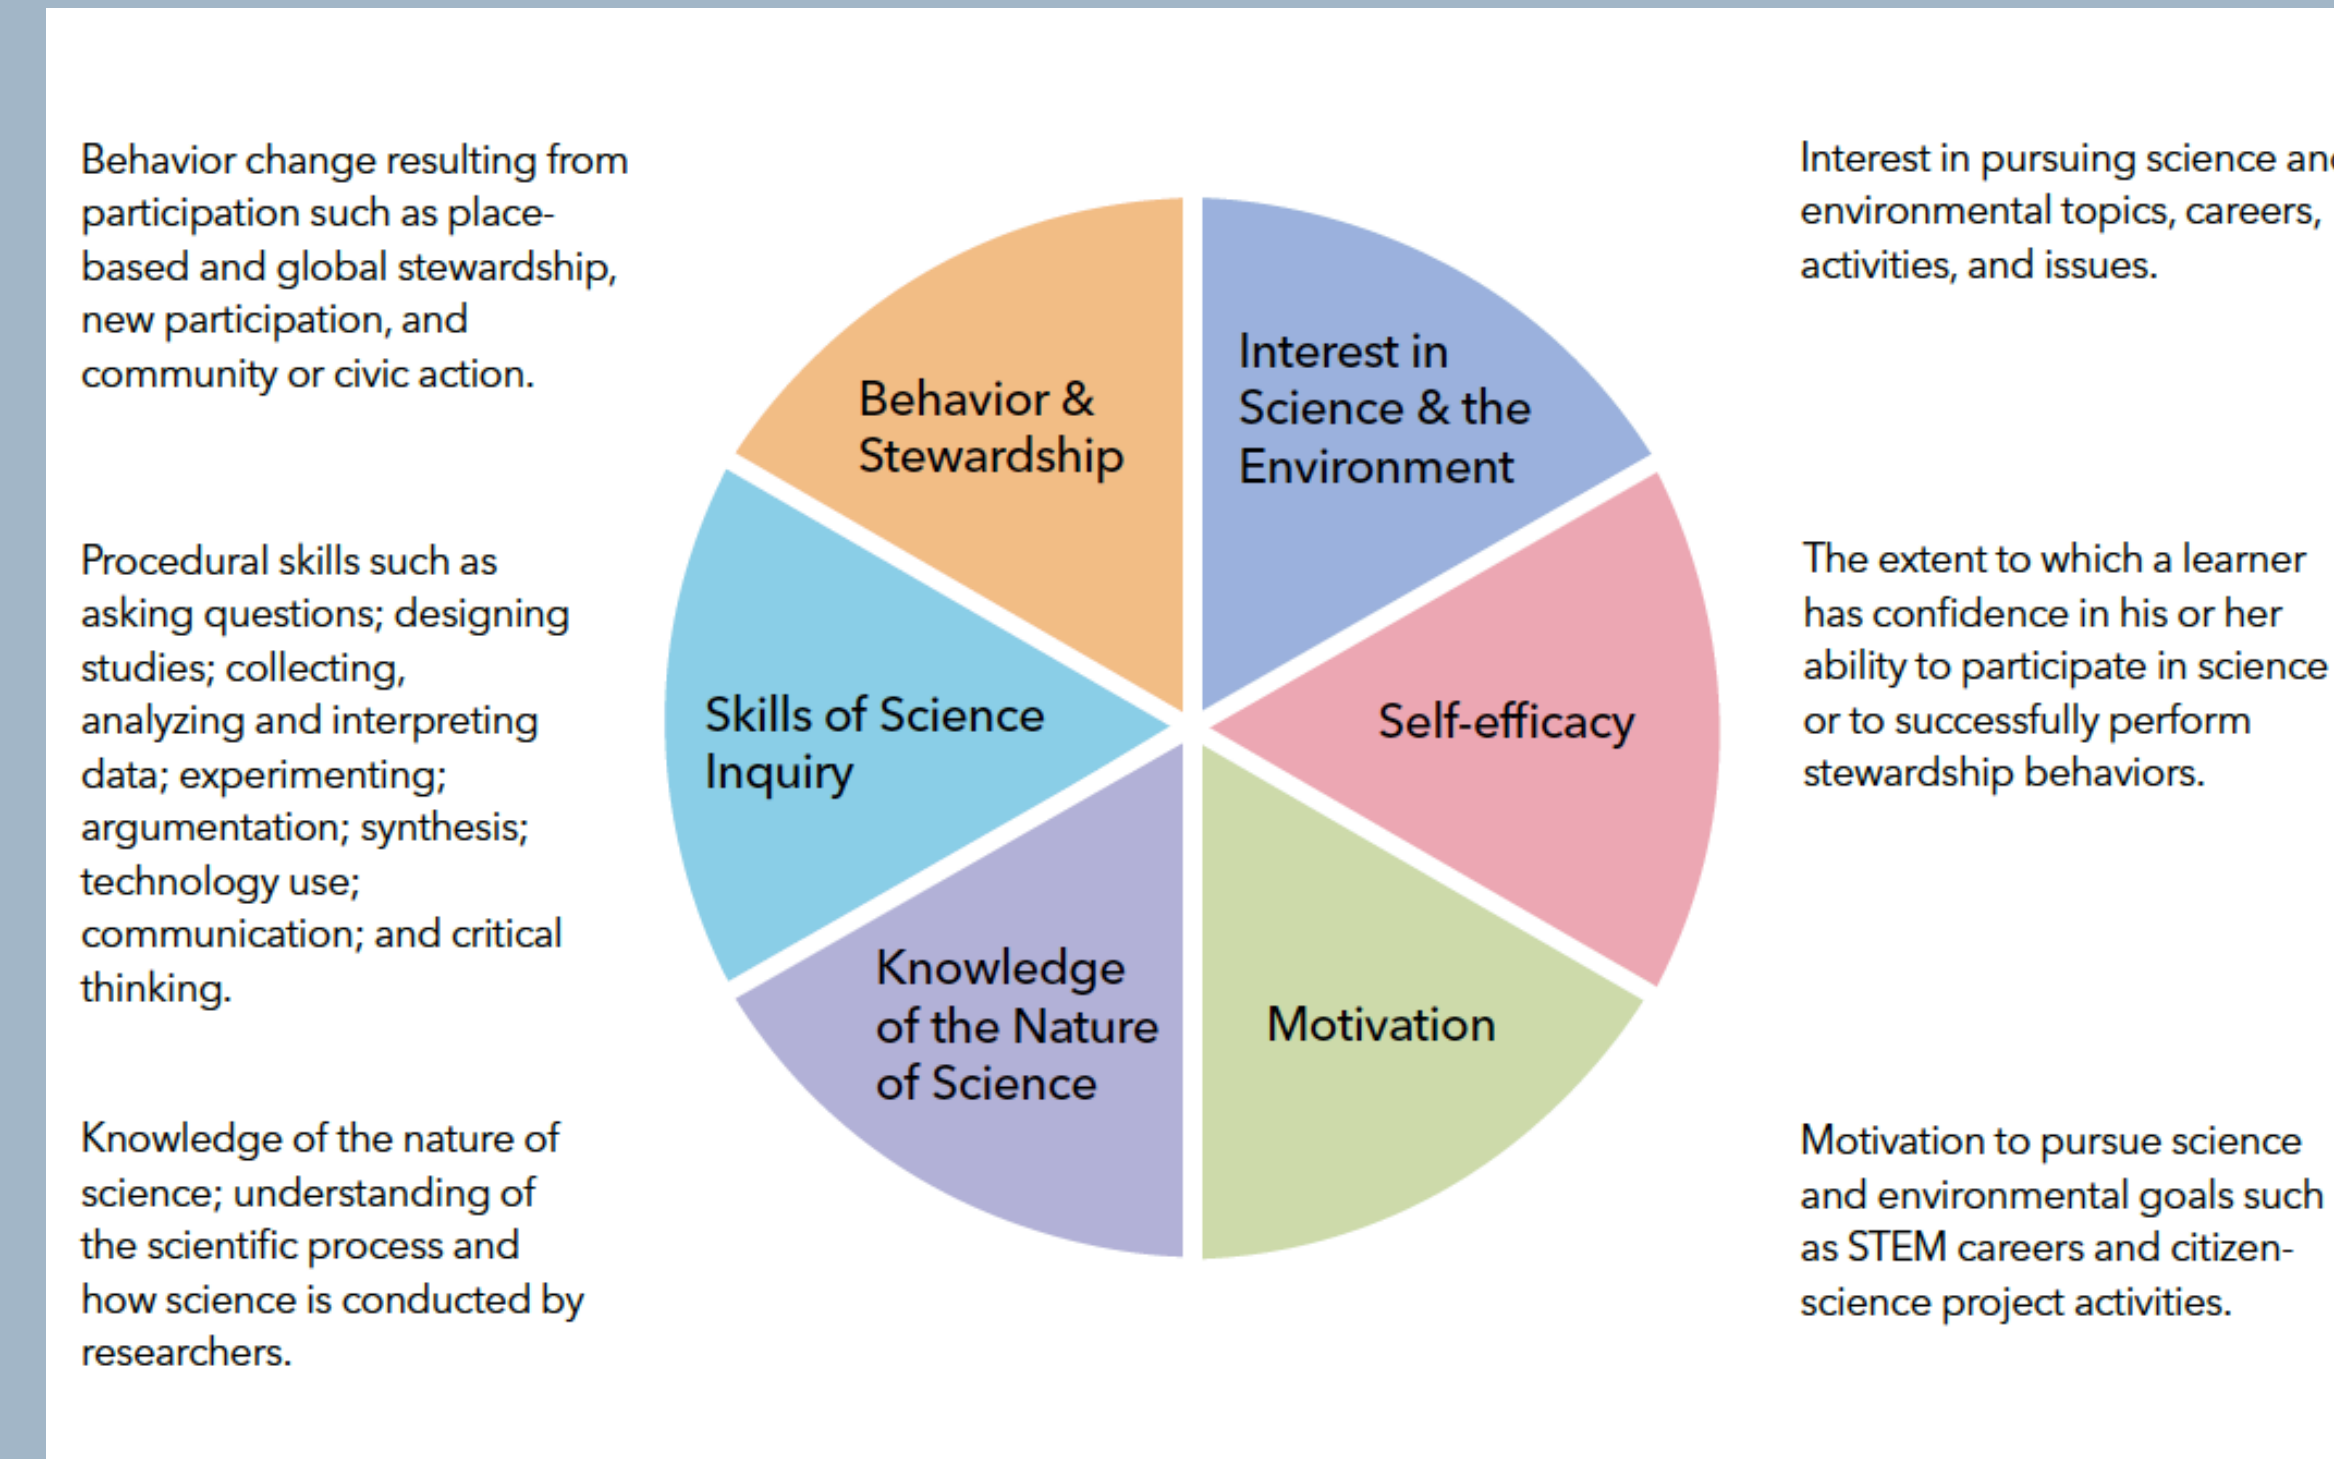 Behavior change resulting from
participation such as place-
based and global stewardship,
new participation, and
community or civic action.
Procedural skills such as
asking questions; designing
studies; collecting,
analyzing and interpreting
data; experimenting;
argumentation; synthesis;
technology use;
communication; and critical
thinking.
Knowledge of the nature of
science; understanding of
the scientific process and
how science is conducted by
researchers.
Behavior &
Stewardship
Interest in
Science & the
Environment
Skills of Science
Inquiry
Self-efficacy
Knowledge
of the Nature
of Science
Motivation
Interest in pursuing science and
environmental topics, careers,
activities, and issues.
The extent to which a learner
has confidence in his or her
ability to participate in science
or to successfully perform
stewardship behaviors.
Motivation to pursue science
and environmental goals such
as STEM careers and citizen-
science project activities.